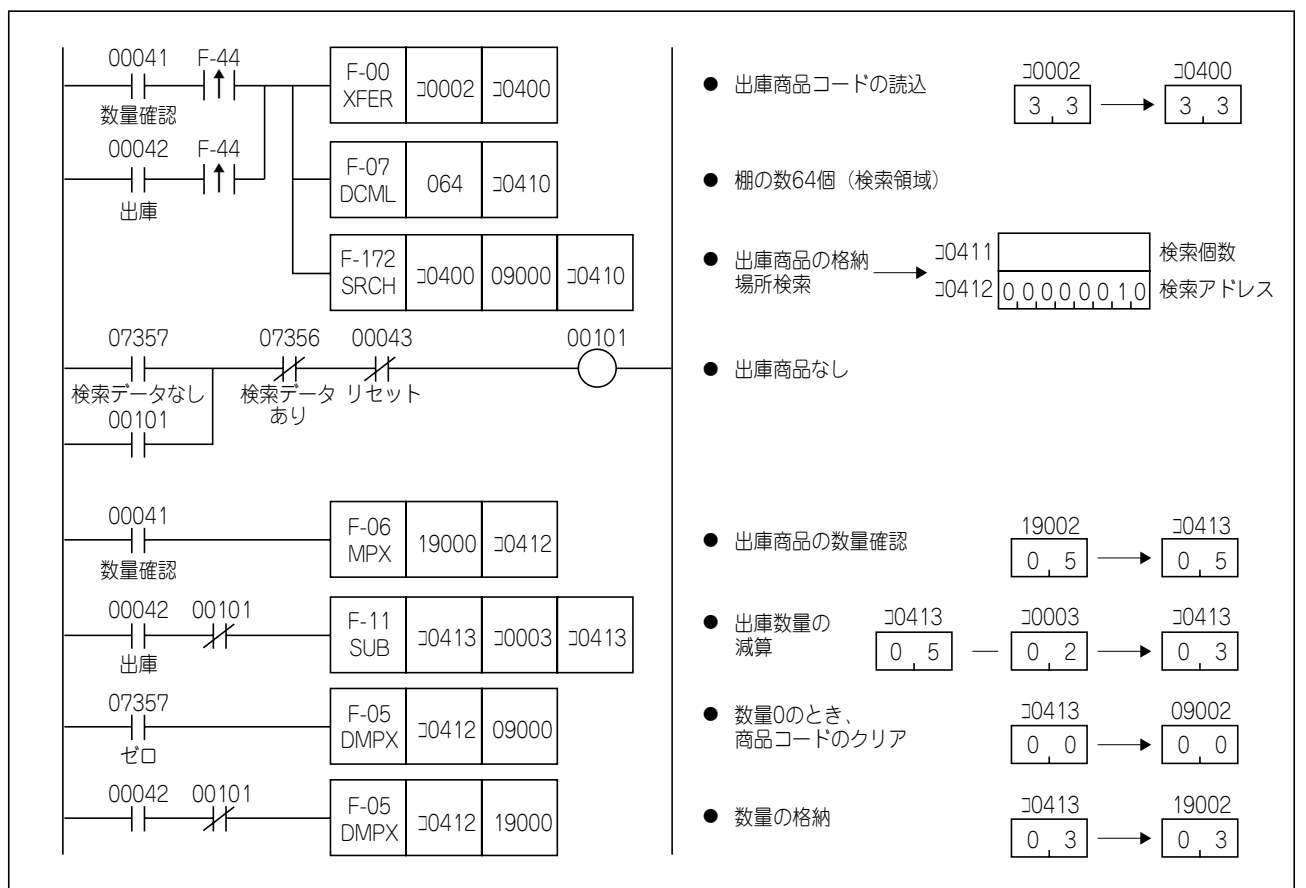 00041 F-44
数量確認
F-00 XFER コ0002 コ0400
● 出庫商品コードの読込
コ0002 コ0400
3 3 3 3
00042 F-44
出庫
F-07 DCML 064 コ0410
● 棚の数64個（検索領域）
F-172 SRCH コ0400 09000 コ0410
● 出庫商品の格納
場所検索
コ0411 検索個数
コ0412 0 0 0 0 0 0 1 0 検索アドレス
07357 07356 00043 00101
検索データなし 検索データ リセット
あり
00101
● 出庫商品なし
00041
数量確認
F-06 MPX 19000 コ0412
● 出庫商品の数量確認
19002 コ0413
0 5 0 5
00042 00101
出庫
F-11 SUB コ0413 コ0003 コ0413
● 出庫数量の
減算
コ0413 コ0003 コ0413
0 5 — 0 2 0 3
07357
ゼロ
F-05 DMPX コ0412 09000
● 数量0のとき、
商品コードのクリア
コ0413 09002
0 0 0 0
00042 00101
F-05 DMPX コ0412 19000
● 数量の格納
コ0413 19002
0 3 0 3